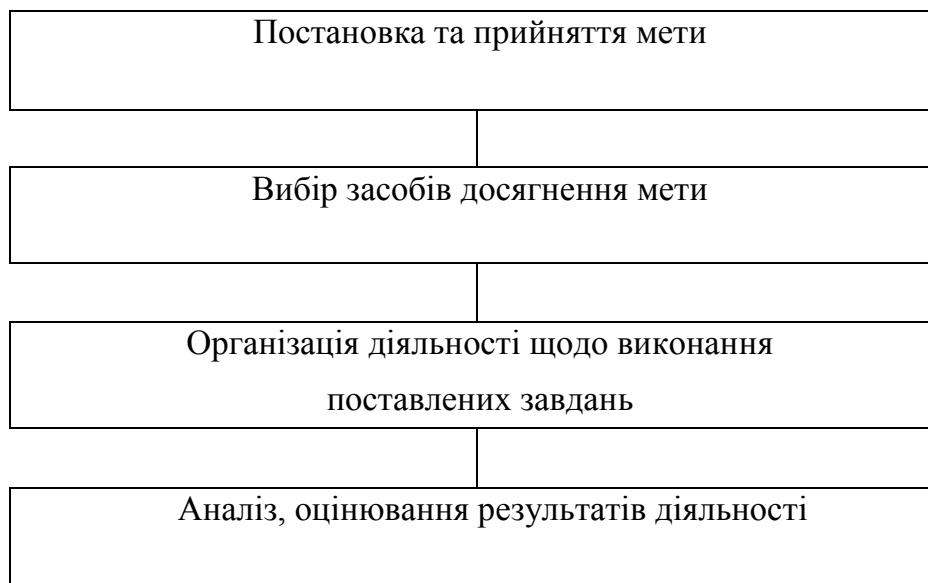 Постановка та прийняття мети
Вибір засобів досягнення мети
Організація діяльності щодо виконання
поставлених завдань
Аналіз, оцінювання результатів діяльності